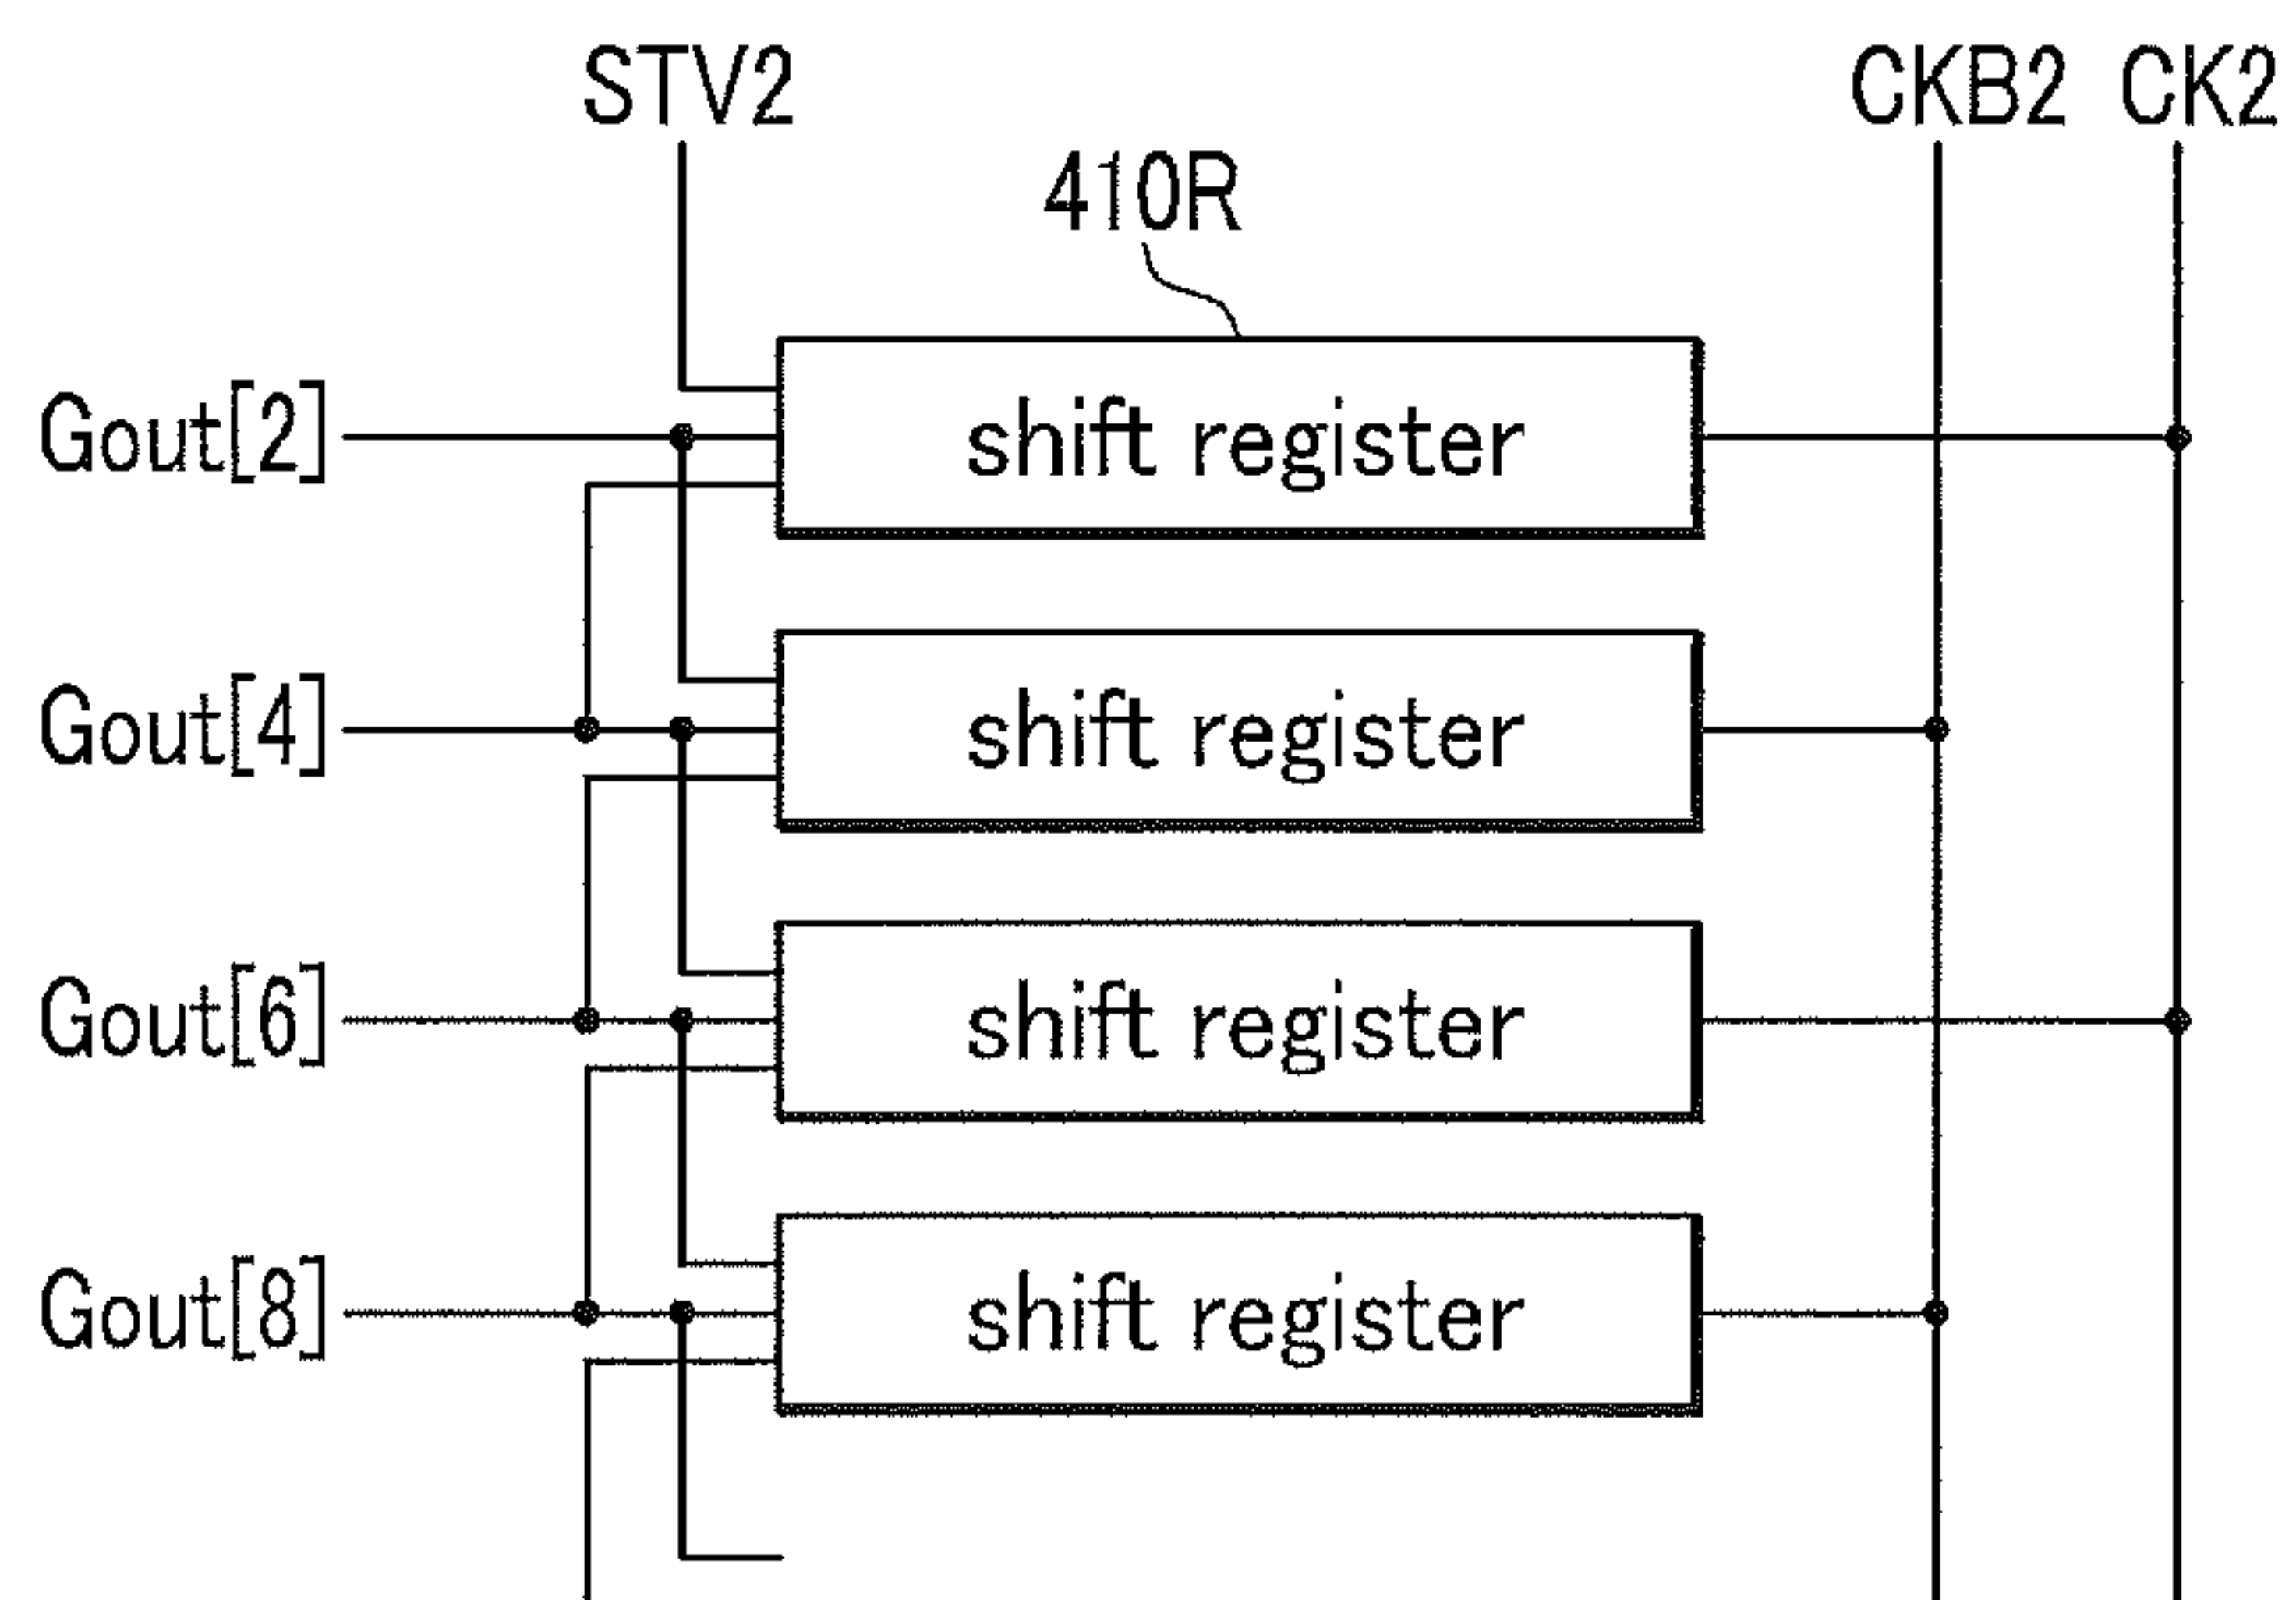 STV2 CKB2 CK2
410R
Gout[2] shift register
Gout[4] shift register
Gout[6] shift register
Gout[8] shift register